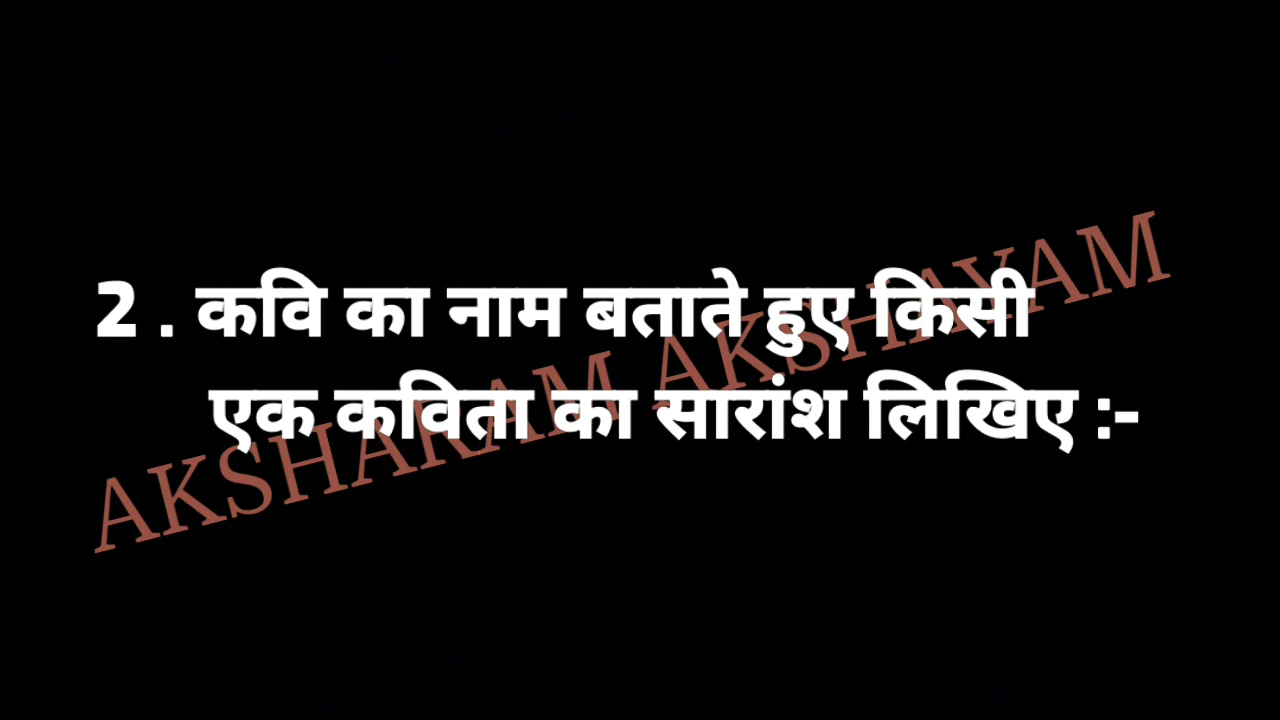 2 . कवि का नाम बताते हुए किसी
एक कविता का सारांश लिखिए :-
AKSHARAM AKSHAYAM